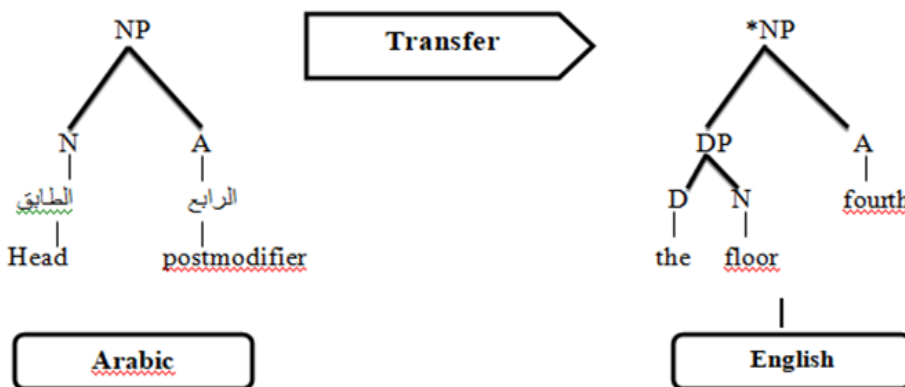 NP
Transfer
*NP
N
A
DP
A
الطابق
الرابع
D
N
fourth
Head
postmodifier
the
floor
Arabic
English